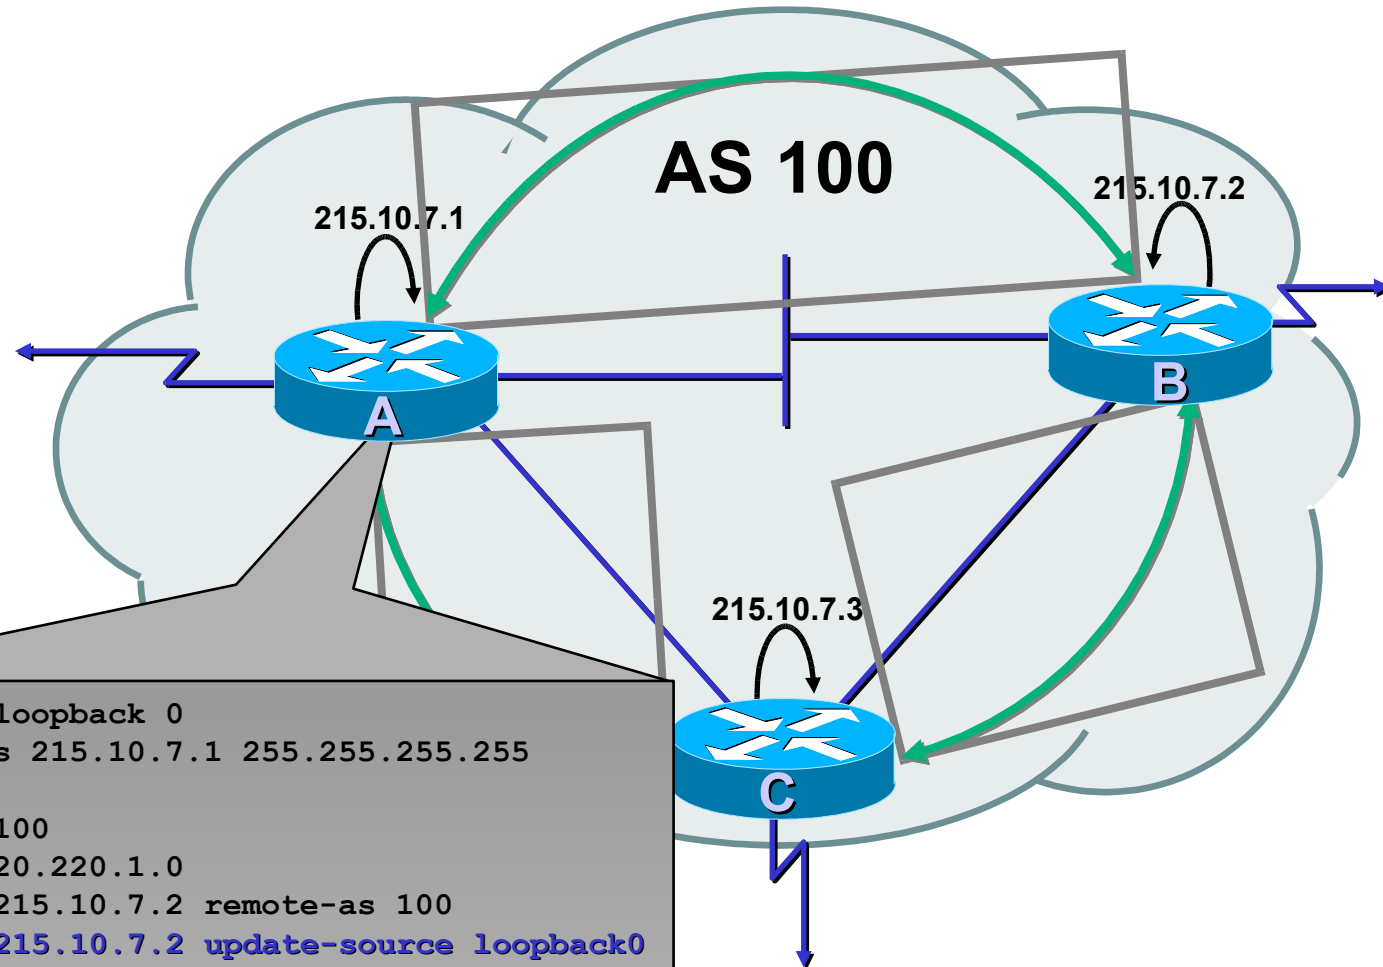 AS 100
215.10.7.2
215.10.7.1
A
B
215.10.7.3
C
loopback 0
s 215.10.7.1 255.255.255.255
100
20.220.1.0
215.10.7.2 remote-as 100
215.10.7.2 update-source loopback0